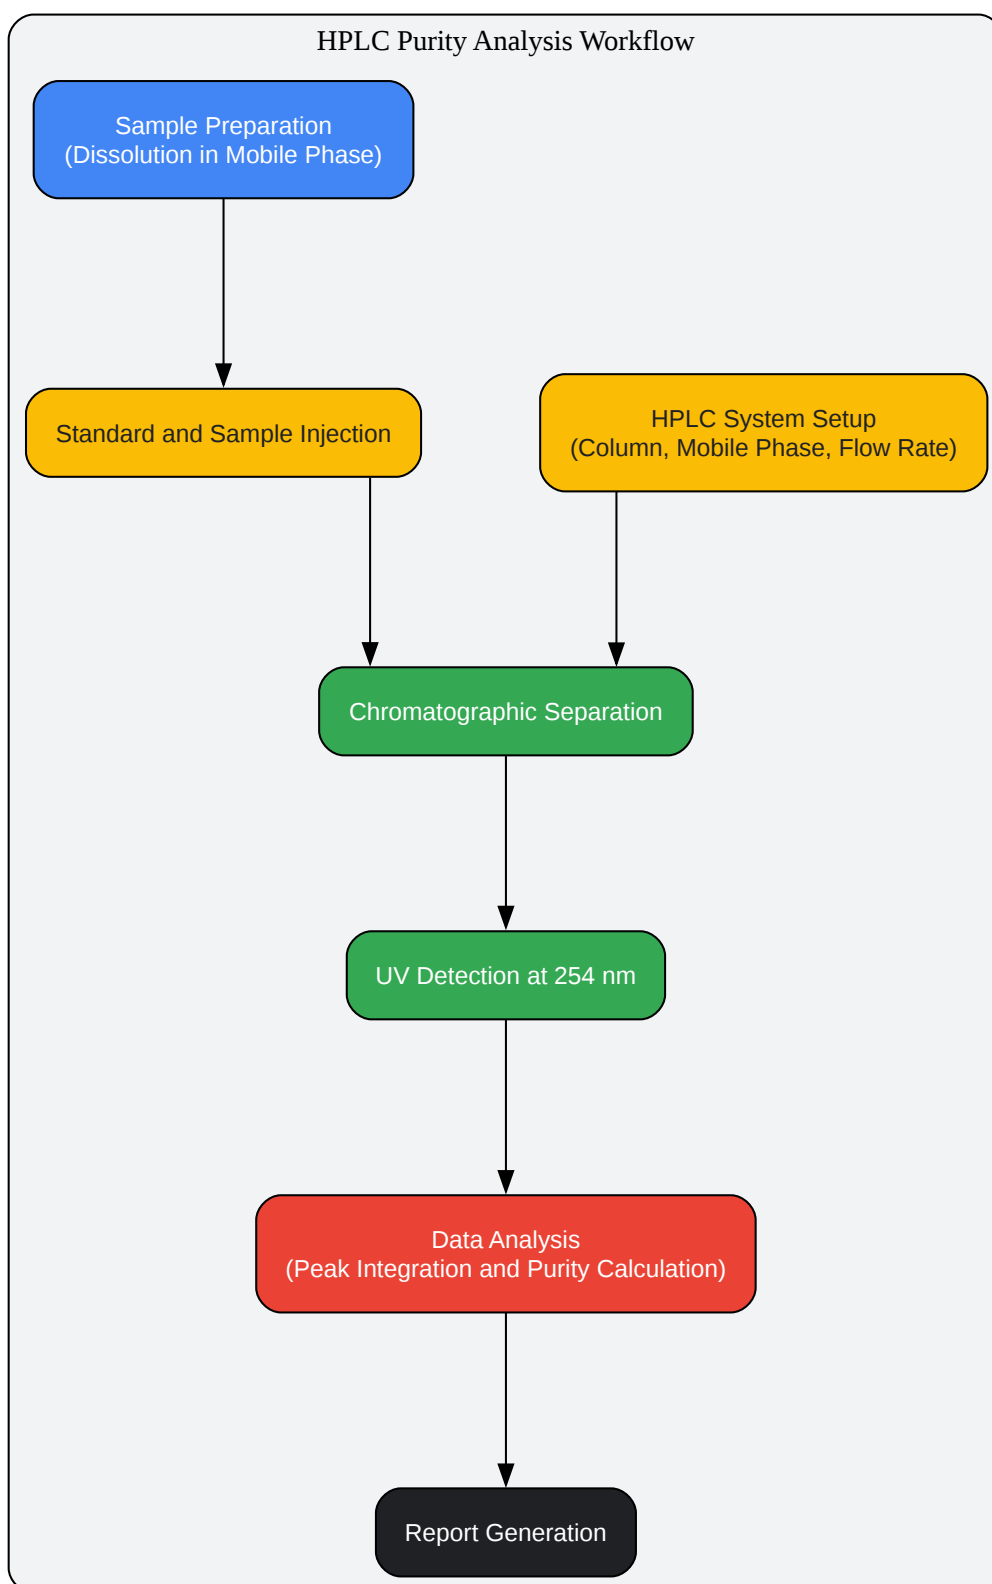 HPLC Purity Analysis Workflow
Sample Preparation
(Dissolution in Mobile Phase)
Standard and Sample Injection
HPLC System Setup
(Column, Mobile Phase, Flow Rate)
Chromatographic Separation
UV Detection at 254 nm
Data Analysis
(Peak Integration and Purity Calculation)
Report Generation